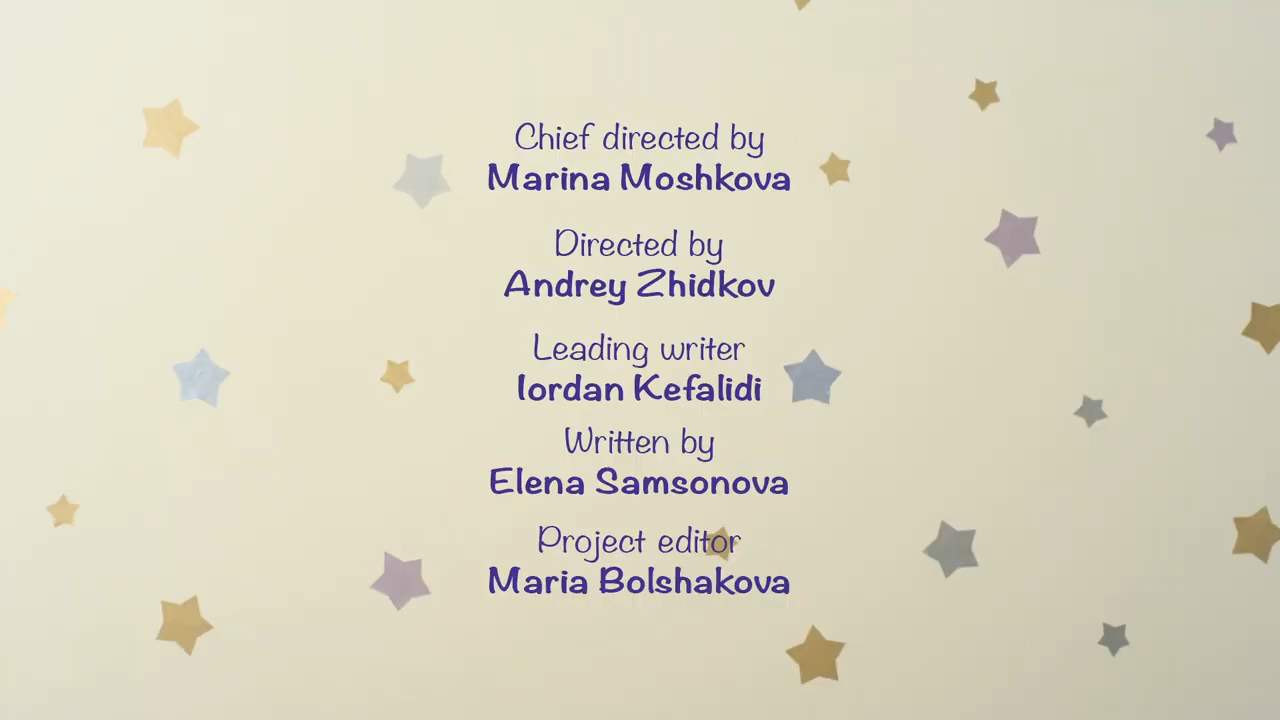 Chief directed by
Marina Moshkova
Directed by
Andrey Zhidkov
Leading writer
Iordan Kefalidi
Written by
Elena Samsonova
Project editor
Maria Bolshakova